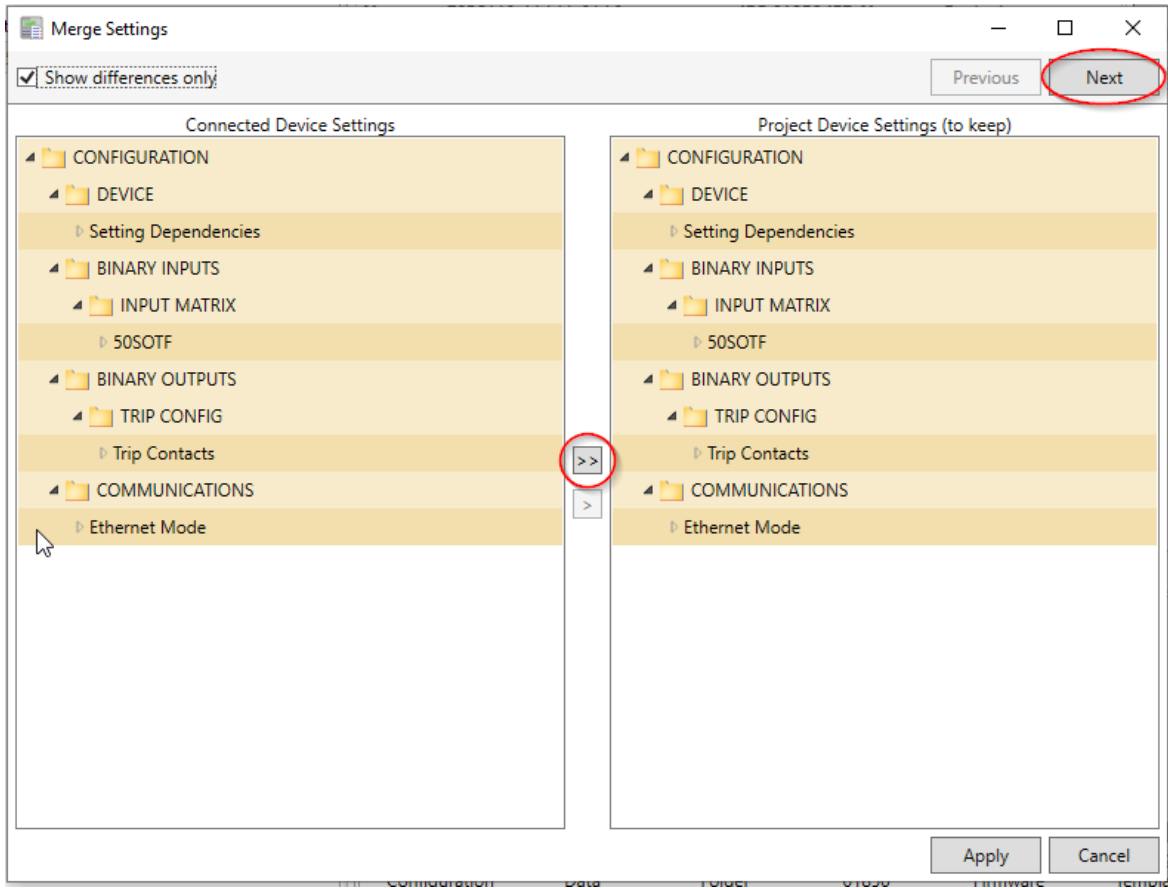 Merge Settings
Show differences only
Previous
Next
Connected Device Settings
Project Device Settings (to keep)
CONFIGURATION
DEVICE
Setting Dependencies
BINARY INPUTS
INPUT MATRIX
50SOTF
BINARY OUTPUTS
TRIP CONFIG
Trip Contacts
COMMUNICATIONS
Ethernet Mode
>>
>
CONFIGURATION
DEVICE
Setting Dependencies
BINARY INPUTS
INPUT MATRIX
50SOTF
BINARY OUTPUTS
TRIP CONFIG
Trip Contacts
COMMUNICATIONS
Ethernet Mode
Apply
Cancel